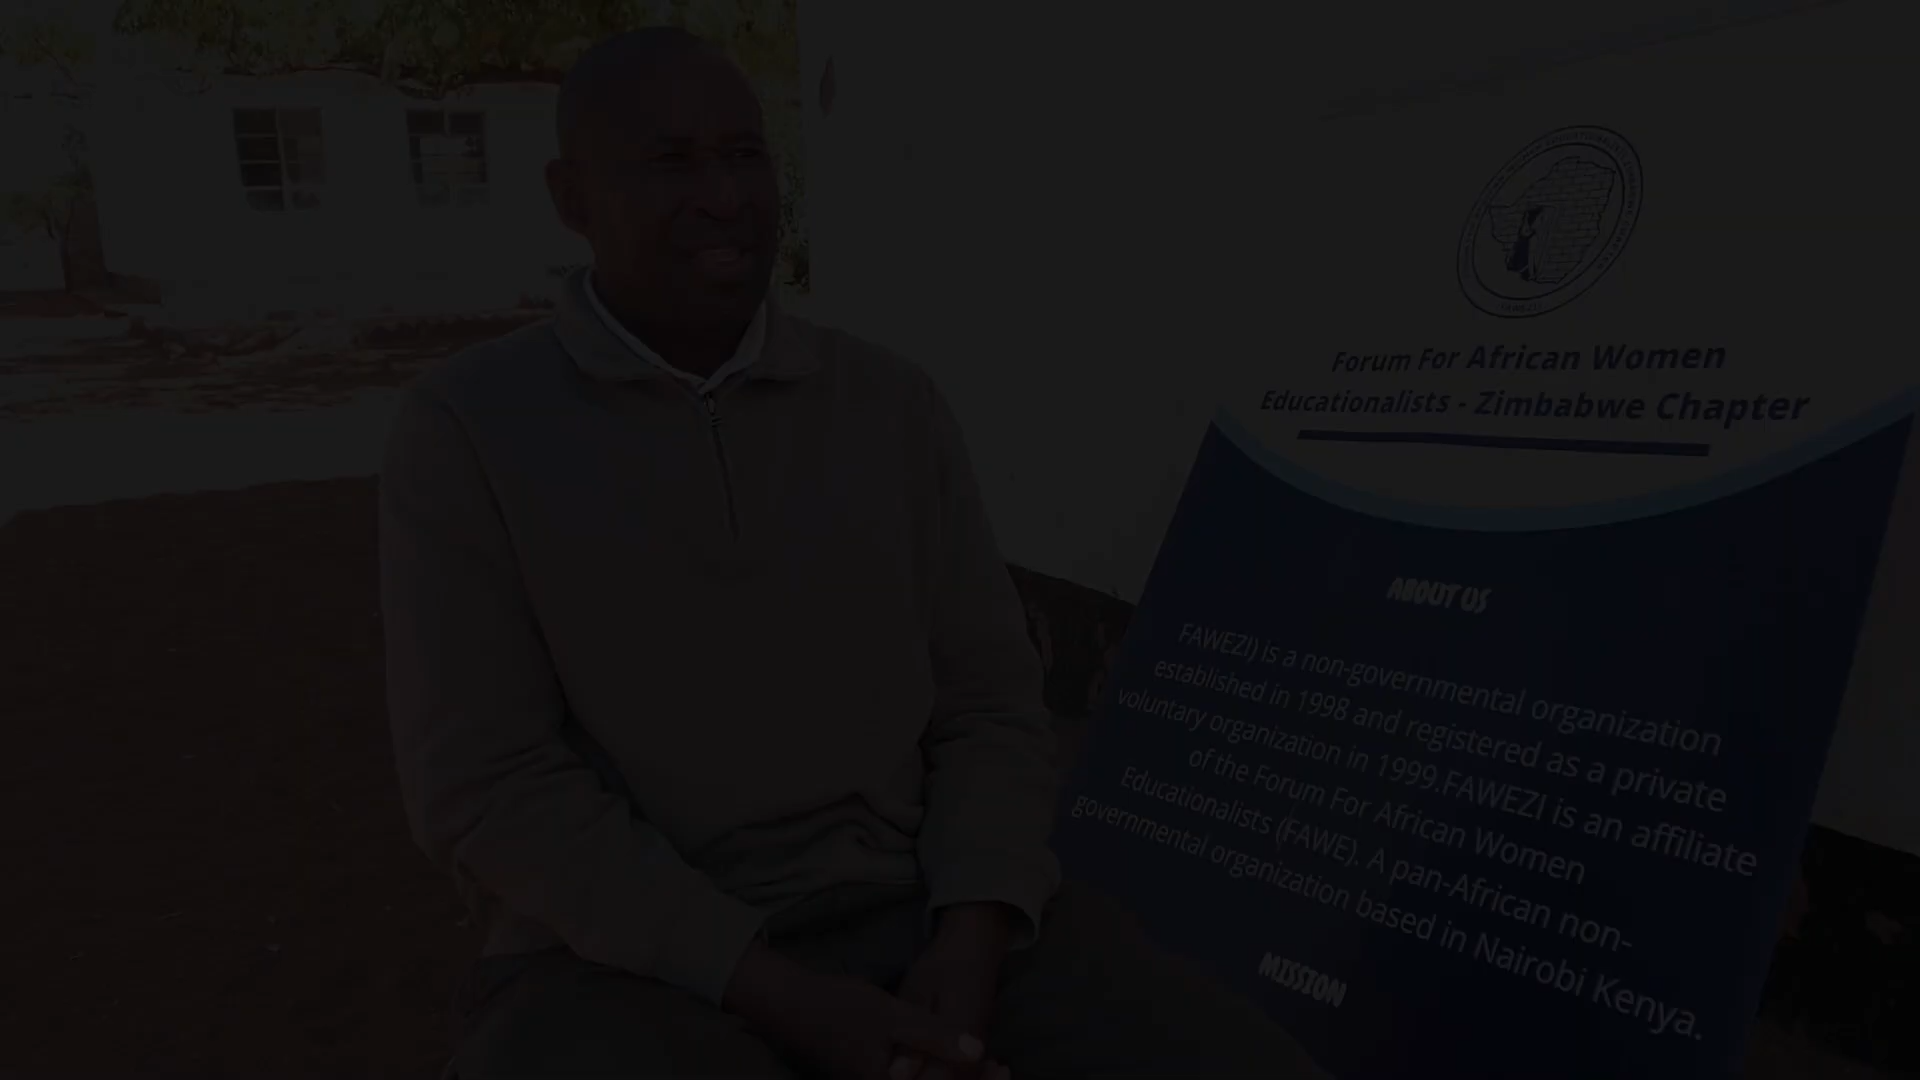 Forum For African Women
Educationalists - Zimbabwe Chapter
ABOUT US
FAWEZI) is a non-governmental organization
established in 1998 and registered as a private
voluntary organization in 1999.FAWEZI is an affiliate
of the Forum For African Women
Educationalists (FAWE). A pan-African non-
governmental organization based in Nairobi Kenya.
MISSION